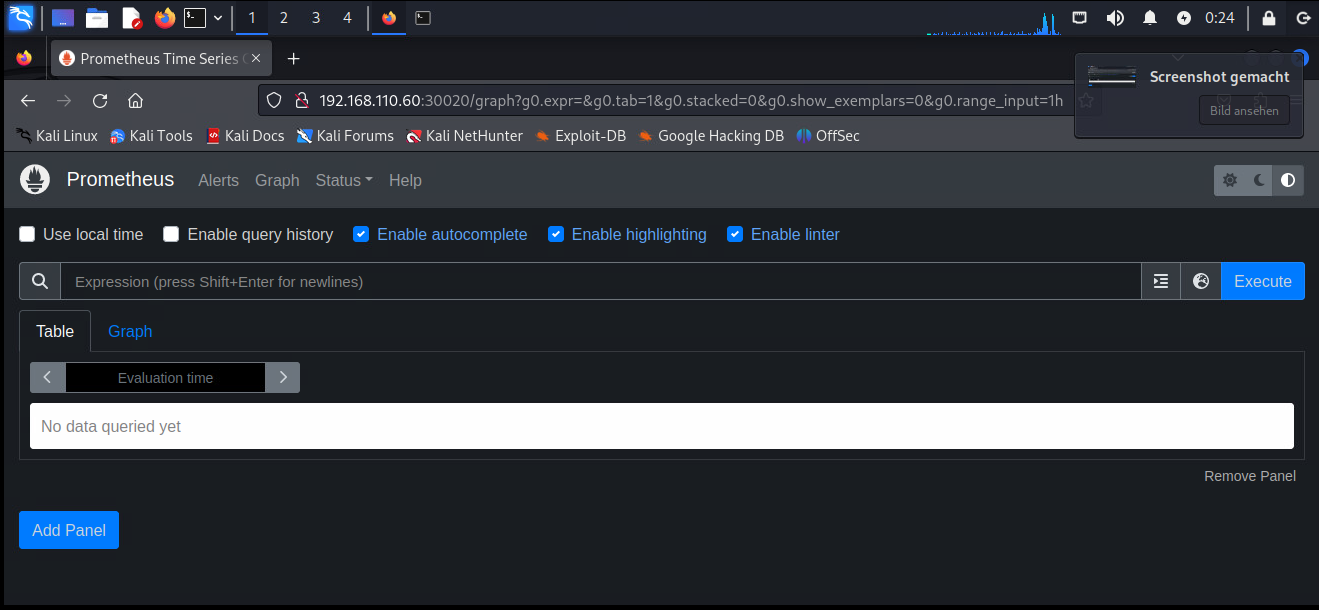 1 2 3 4 0:24
Prometheus Time Series
Screenshot gemacht
192.168.110.60:30020/graph?g0.expr=&g0.tab=1&g0.stacked=0&g0.show_exemplars=0&g0.range_input=1h
Bild ansehen
Kali Linux Kali Tools Kali Docs Kali Forums Kali NetHunter Exploit-DB Google Hacking DB OffSec
Prometheus Alerts Graph Status Help
Use local time Enable query history Enable autocomplete Enable highlighting Enable linter
Expression (press Shift+Enter for newlines) Execute
Table Graph
Evaluation time
No data queried yet
Remove Panel
Add Panel